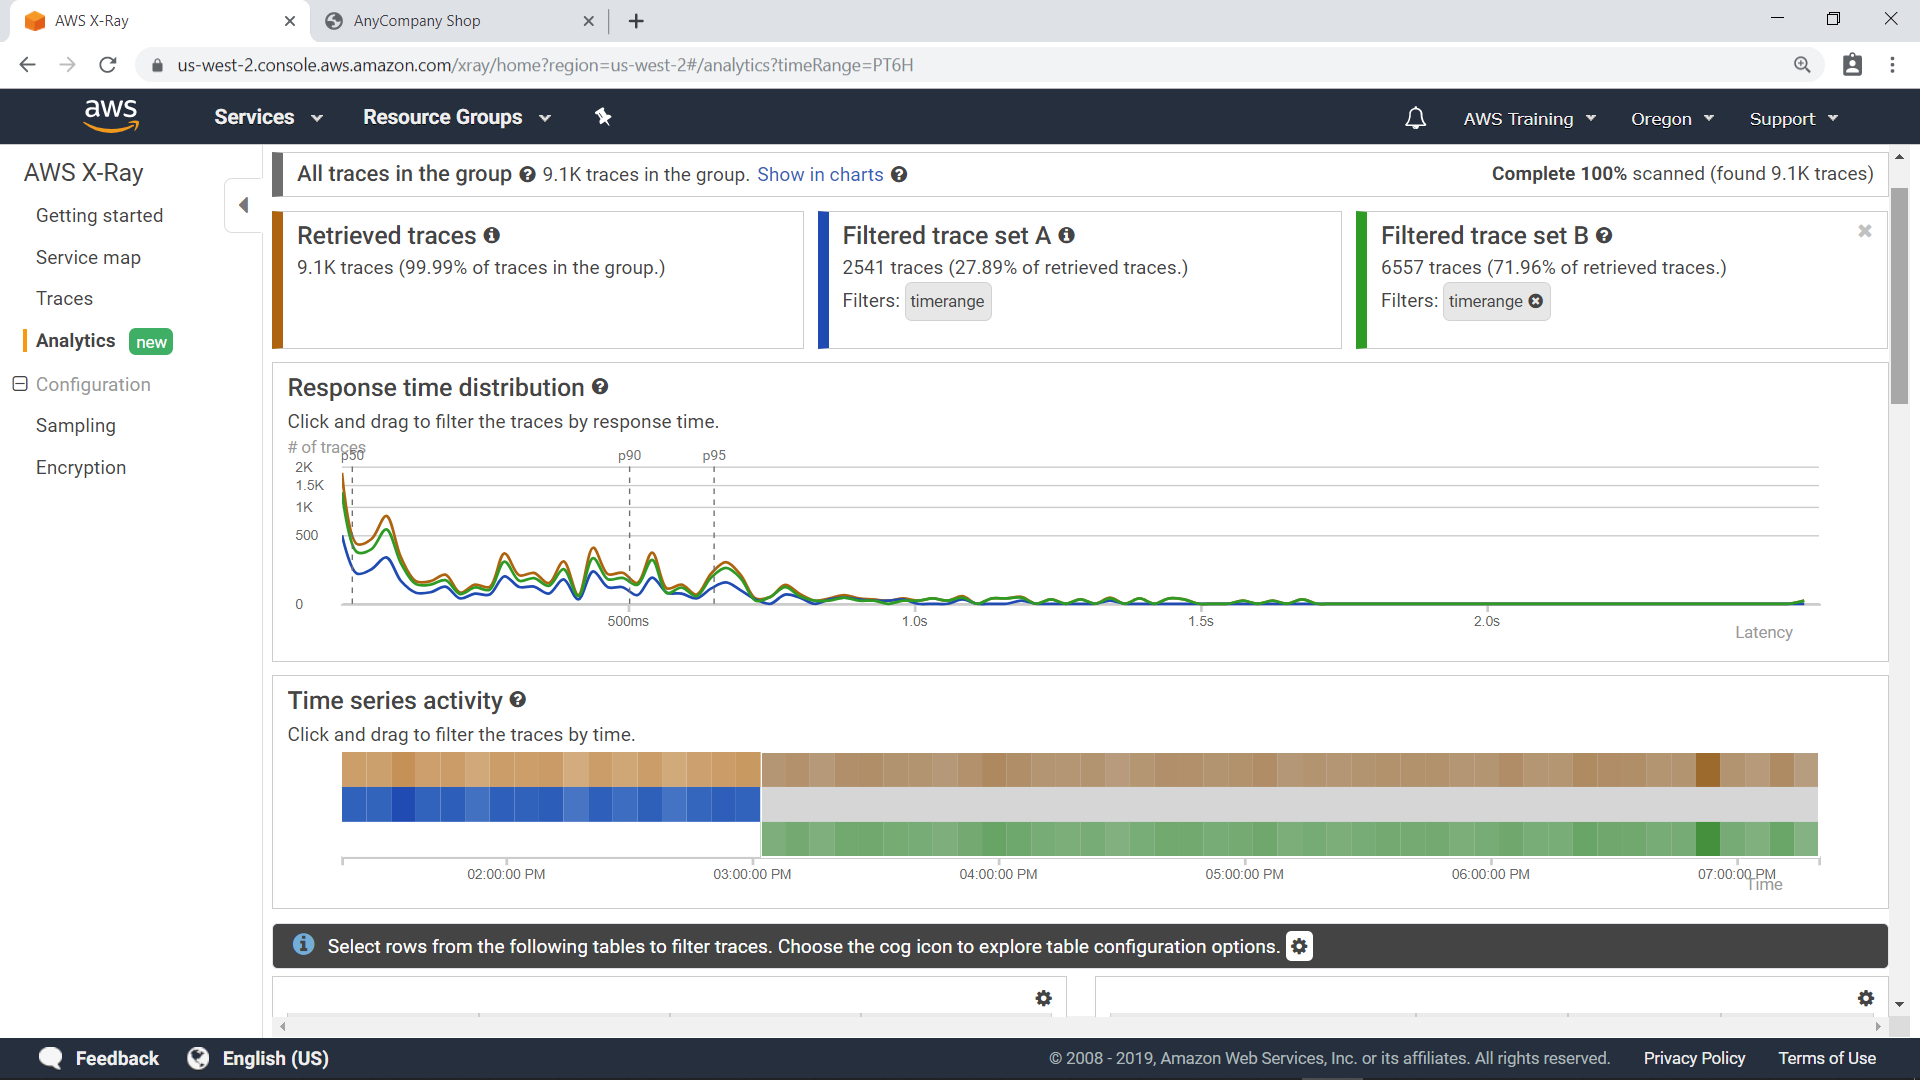 AWS X-Ray
AnyCompany Shop
us-west-2.console.aws.amazon.com/xray/home?region=us-west-2#/analytics?timeRange=PT6H
aws
Services
Resource Groups
AWS Training
Oregon
Support
AWS X-Ray
Getting started
Service map
Traces
Analytics new
Configuration
Sampling
Encryption
All traces in the group 9.1K traces in the group. Show in charts
Complete 100% scanned (found 9.1K traces)
Retrieved traces
9.1K traces (99.99% of traces in the group.)
Filtered trace set A
2541 traces (27.89% of retrieved traces.)
Filters: timerange
Filtered trace set B
6557 traces (71.96% of retrieved traces.)
Filters: timerange
Response time distribution
Click and drag to filter the traces by response time.
# of traces
p50 p90 p95
2K
1.5K
1K
500
0
500ms 1.0s 1.5s 2.0s
Latency
Time series activity
Click and drag to filter the traces by time.
02:00:00 PM 03:00:00 PM 04:00:00 PM 05:00:00 PM 06:00:00 PM 07:00:00 PM
Time
Select rows from the following tables to filter traces. Choose the cog icon to explore table configuration options.
Feedback
English (US)
© 2008 - 2019, Amazon Web Services, Inc. or its affiliates. All rights reserved.
Privacy Policy
Terms of Use